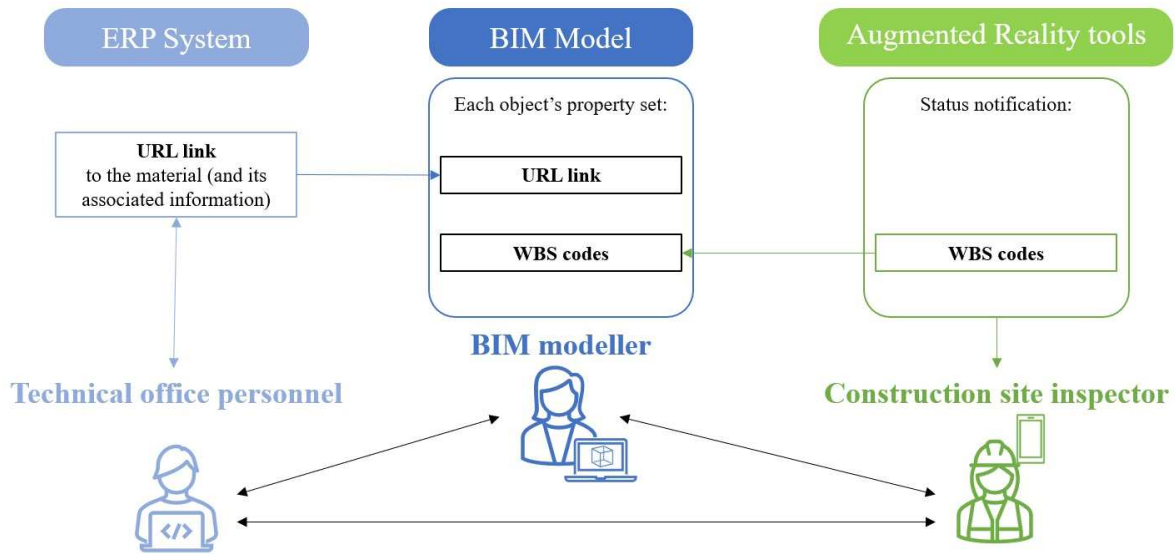 ERP System
BIM Model
Augmented Reality tools
Each object's property set:
Status notification:
URL link
to the material (and its
associated information)
URL link
WBS codes
WBS codes
BIM modeller
Technical office personnel
Construction site inspector
</>